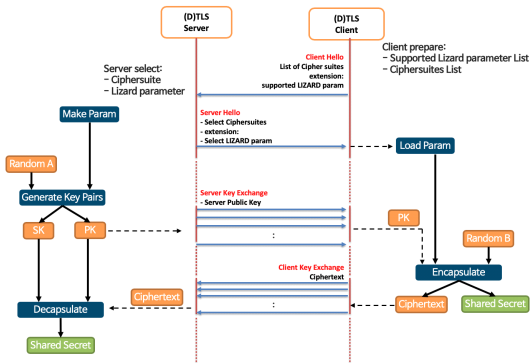 (D)TLS
Server
(D)TLS
Client
Client Hello
List of Cipher suites
extension:
supported LIZARD param
Client prepare:
- Supported Lizard parameter List
- Ciphersuites List
Server select:
- Ciphersuite
- Lizard parameter
Make Param
Server Hello
- Select Ciphersuites
- extension:
- Select LIZARD param
Load Param
Random A
Generate Key Pairs
Server Key Exchange
- Server Public Key
PK
SK
PK
:
Random B
Client Key Exchange
Ciphertext
Encapsulate
Ciphertext
:
Ciphertext
Shared Secret
Decapsulate
Shared Secret